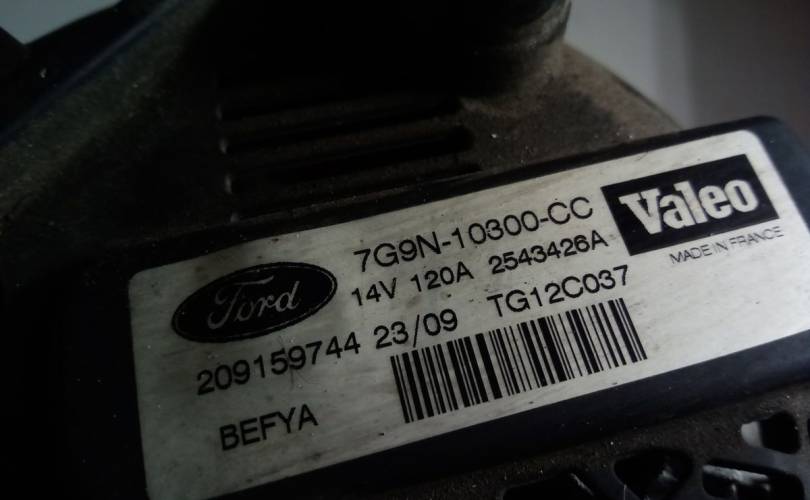 Ford
7G9N-10300-CC
Valeo
14V 120A 2543426A
MADE IN FRANCE
209159744 23/09 TG12C037
BEFYA